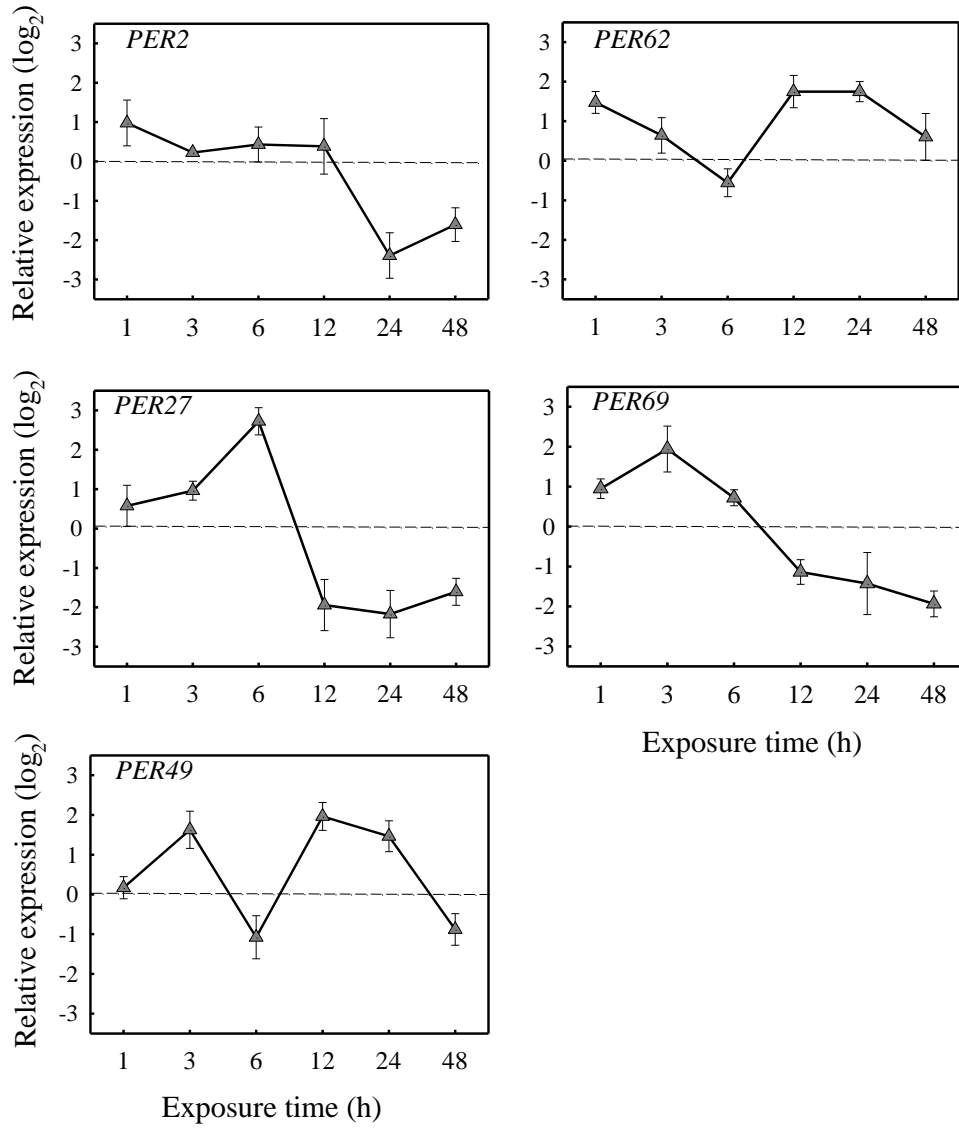 PER2
Relative expression (log2)
3
2
1
0
-1
-2
-3
1 3 6 12 24 48
PER62
3
2
1
0
-1
-2
-3
1 3 6 12 24 48
PER27
Relative expression (log2)
3
2
1
0
-1
-2
-3
1 3 6 12 24 48
PER69
3
2
1
0
-1
-2
-3
1 3 6 12 24 48
Exposure time (h)
PER49
Relative expression (log2)
3
2
1
0
-1
-2
-3
1 3 6 12 24 48
Exposure time (h)